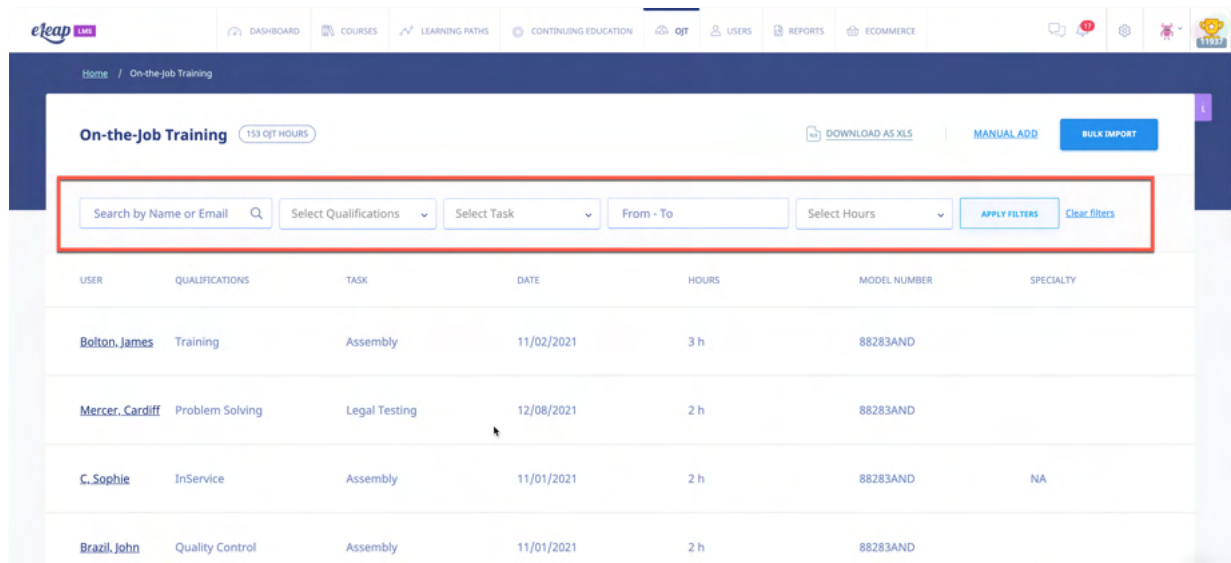 eleap LMS
DASHBOARD COURSES LEARNING PATHS CONTINUING EDUCATION OJT USERS REPORTS ECOMMERCE 17 11937
Home / On-the-Job Training
On-the-Job Training 153 OJT HOURS DOWNLOAD AS XLS MANUAL ADD BULK IMPORT
Search by Name or Email Select Qualifications Select Task From - To Select Hours APPLY FILTERS Clear filters
USER QUALIFICATIONS TASK DATE HOURS MODEL NUMBER SPECIALTY
Bolton, James Training Assembly 11/02/2021 3 h 88283AND
Mercer, Cardiff Problem Solving Legal Testing 12/08/2021 2 h 88283AND
C, Sophie InService Assembly 11/01/2021 2 h 88283AND NA
Brazil, John Quality Control Assembly 11/01/2021 2 h 88283AND